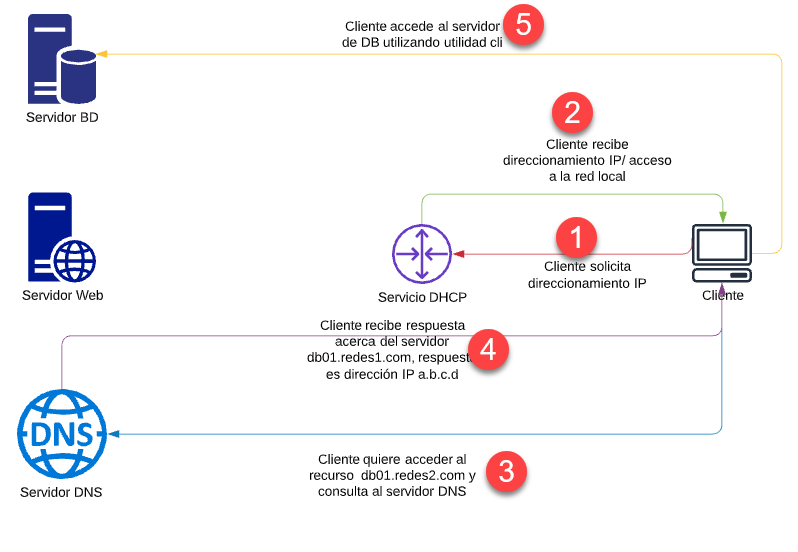 Cliente accede al servidor
de DB utilizando utilidad cli
5
Servidor BD
2
Cliente recibe
direccionamiento IP/ acceso
a la red local
1
Cliente solicita
direccionamiento IP
Servidor Web
Servicio DHCP
Cliente
Cliente recibe respuesta
acerca del servidor
db01.redes1.com, respuest
es dirección IP a.b.c.d
4
DNS
Servidor DNS
Cliente quiere acceder al
recurso db01.redes2.com y
consulta al servidor DNS
3